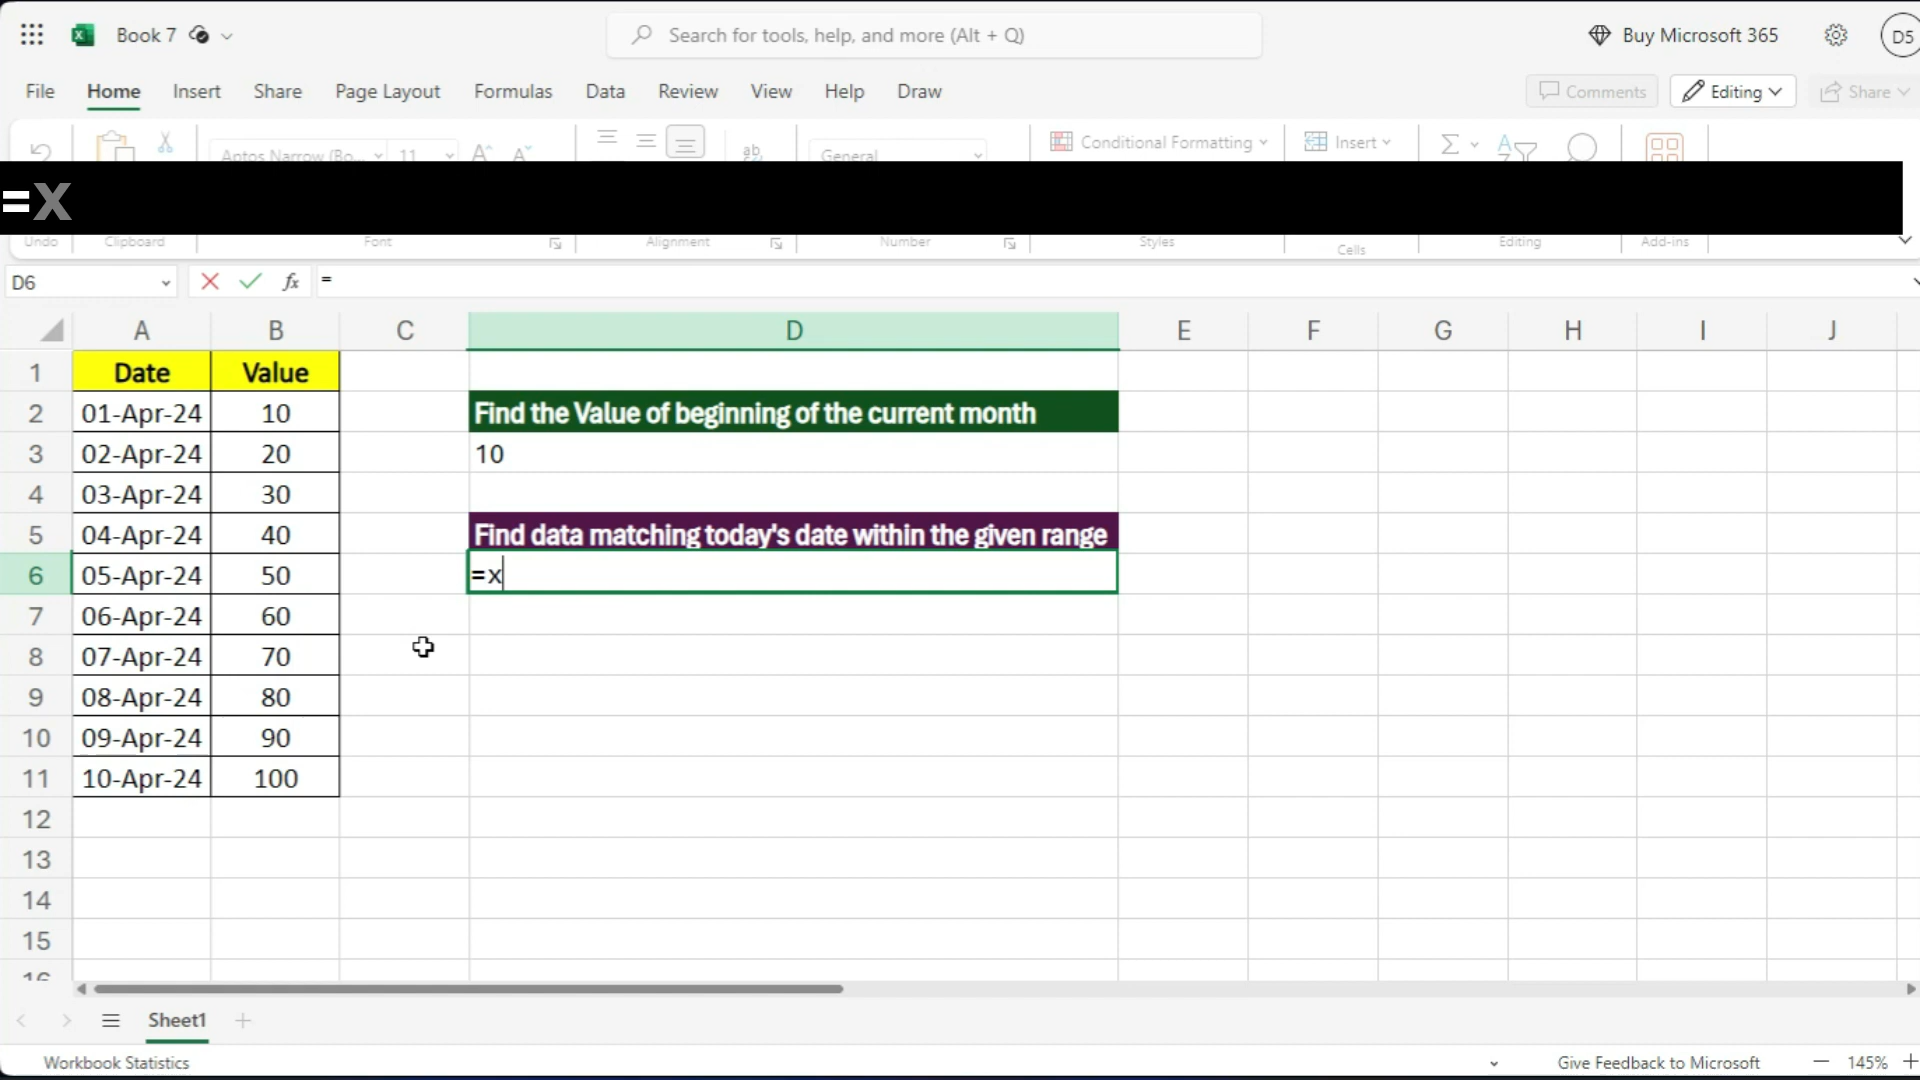 Book 7
Search for tools, help, and more (Alt + Q)
Buy Microsoft 365
D5
File Home Insert Share Page Layout Formulas Data Review View Help Draw
Comments Editing Share
Aptos Narrow (Bo... 11 A^ A˅ ab General Conditional Formatting Insert
=X
Undo Clipboard Font Alignment Number Styles Cells Editing Add-ins
D6 fx =
A B C D E F G H I J
1 Date Value
2 01-Apr-24 10 Find the Value of beginning of the current month
3 02-Apr-24 20 10
4 03-Apr-24 30
5 04-Apr-24 40 Find data matching today's date within the given range
6 05-Apr-24 50 =x
7 06-Apr-24 60
8 07-Apr-24 70
9 08-Apr-24 80
10 09-Apr-24 90
11 10-Apr-24 100
12
13
14
15
16
Sheet1
Workbook Statistics Give Feedback to Microsoft 145%